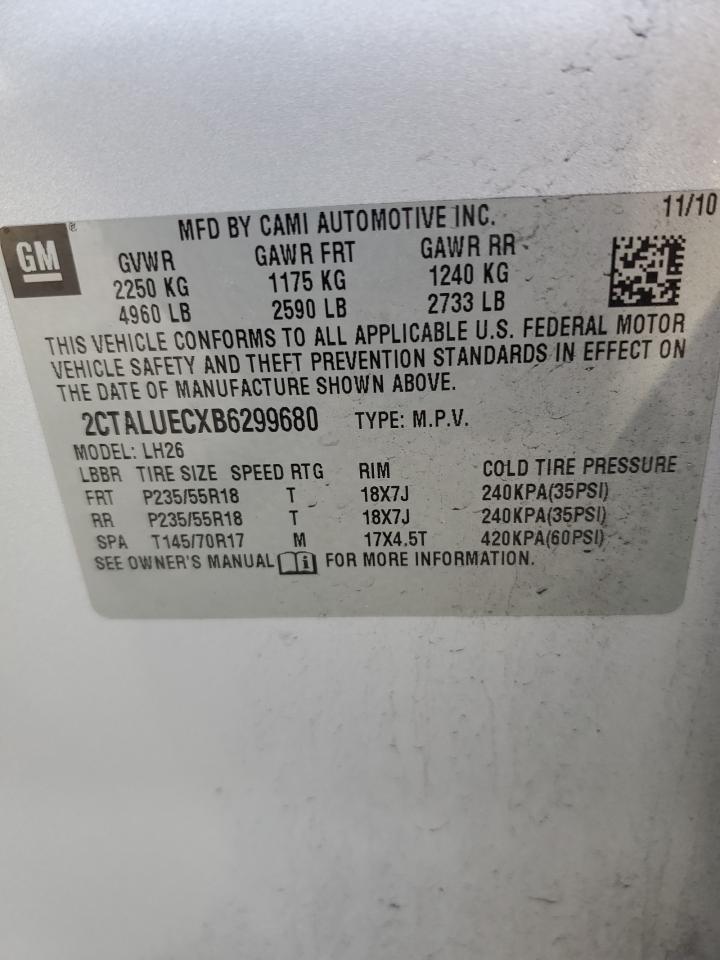 GM ® MFD BY CAMI AUTOMOTIVE INC. 11/10
GVWR GAWR FRT GAWR RR
2250 KG 1175 KG 1240 KG
4960 LB 2590 LB 2733 LB
THIS VEHICLE CONFORMS TO ALL APPLICABLE U.S. FEDERAL MOTOR
VEHICLE SAFETY AND THEFT PREVENTION STANDARDS IN EFFECT ON
THE DATE OF MANUFACTURE SHOWN ABOVE.
2CTALUECXB6299680 TYPE: M.P.V.
MODEL: LH26
LBBR TIRE SIZE SPEED RTG RIM COLD TIRE PRESSURE
FRT P235/55R18 T 18X7J 240KPA(35PSI)
RR P235/55R18 T 18X7J 240KPA(35PSI)
SPA T145/70R17 M 17X4.5T 420KPA(60PSI)
SEE OWNER'S MANUAL i FOR MORE INFORMATION.